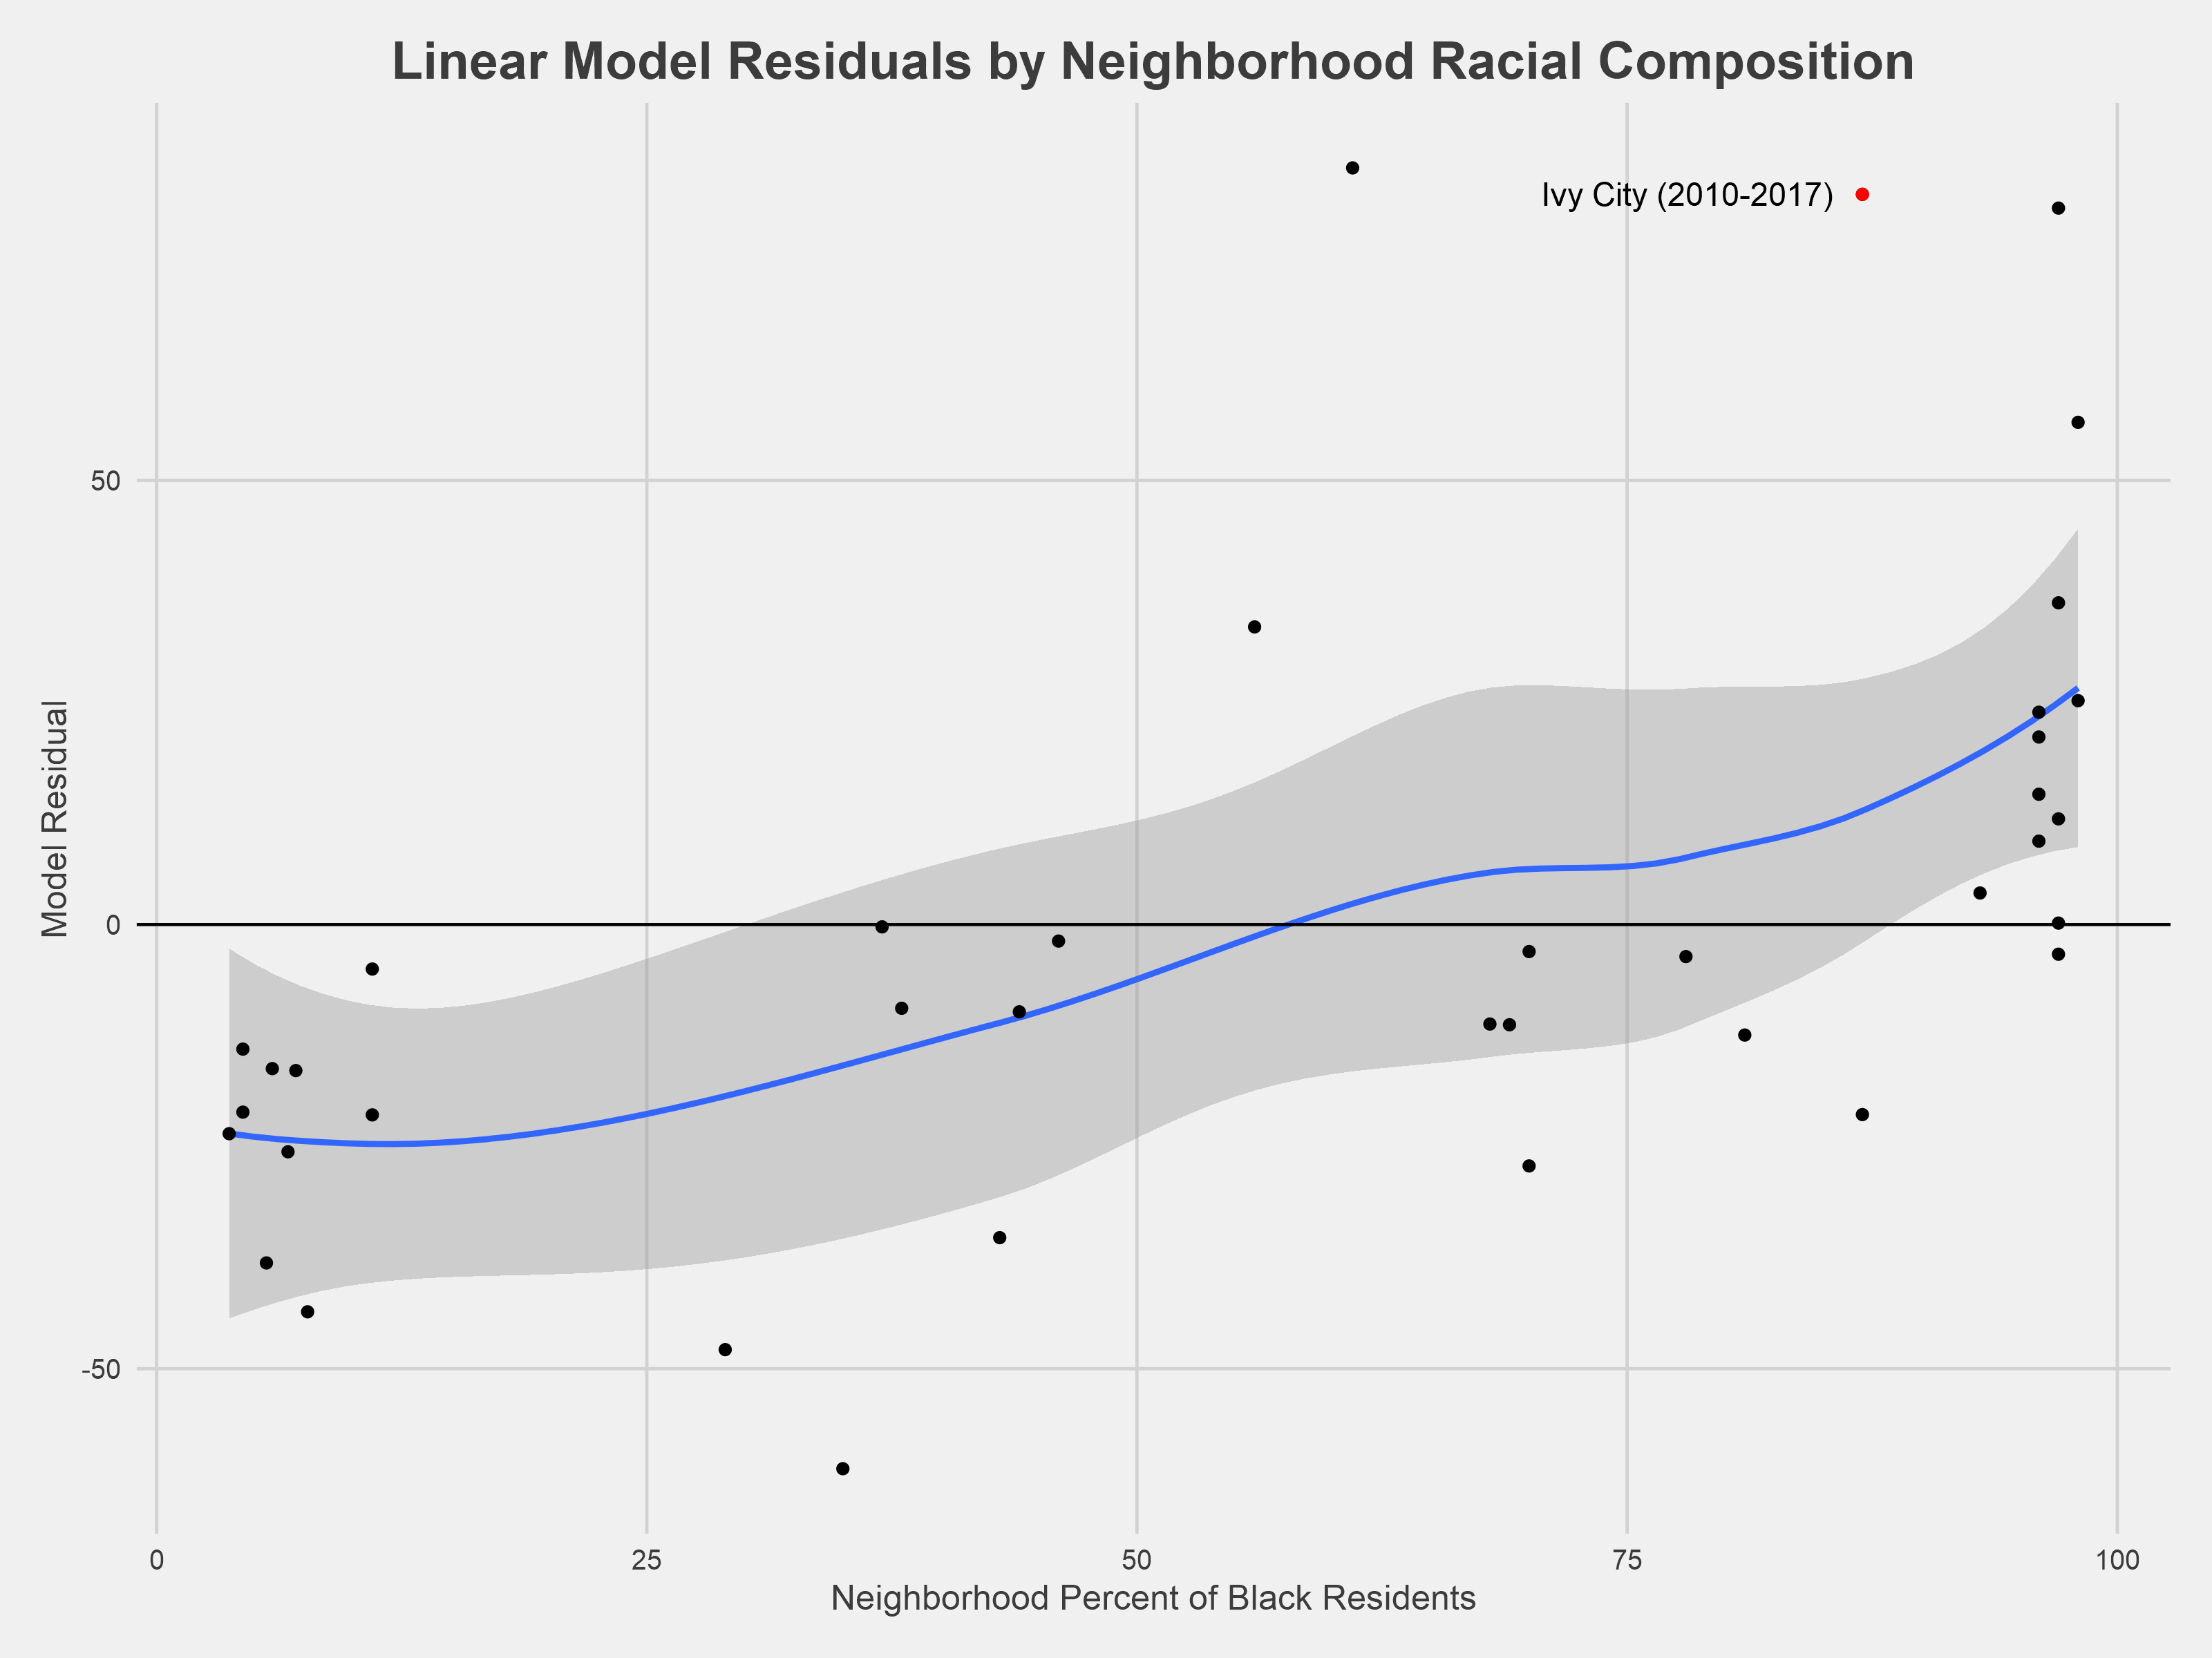 Linear Model Residuals by Neighborhood Racial Composition
Ivy City (2010-2017)
50
0
-50
Model Residual
0 25 50 75 100
Neighborhood Percent of Black Residents